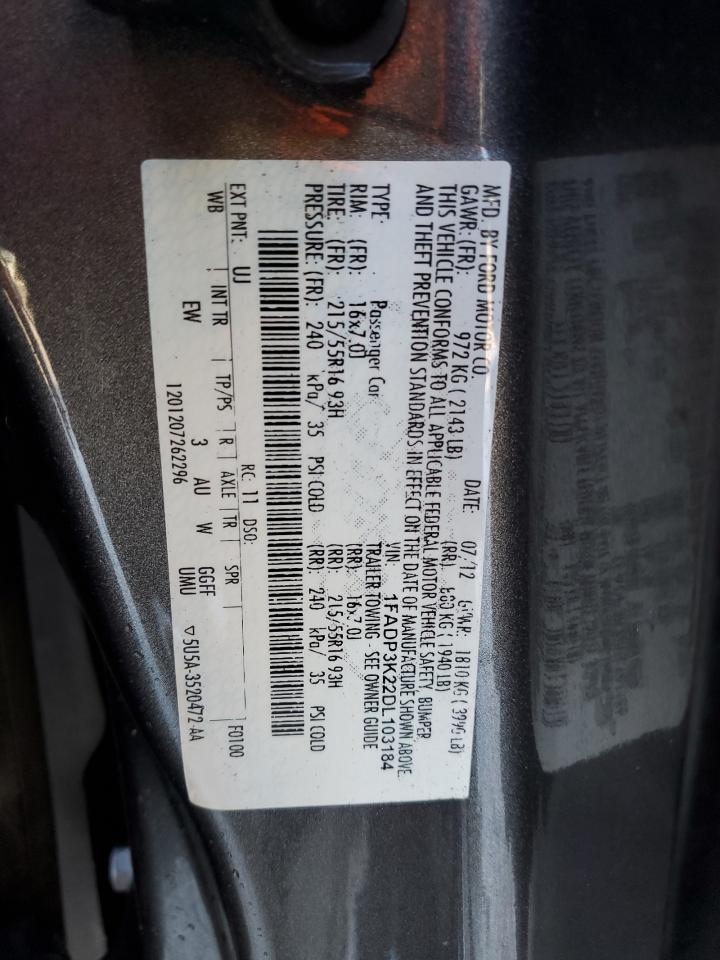 MFD. BY FORD MOTOR CO. DATE: 07/12 GVWR: 1810 KG ( 3990 LB)
GAWR: (FR): 972 KG ( 2143 LB) (RR): 880 KG ( 1940 LB)
THIS VEHICLE CONFORMS TO ALL APPLICABLE FEDERAL MOTOR VEHICLE SAFETY, BUMPER
AND THEFT PREVENTION STANDARDS IN EFFECT ON THE DATE OF MANUFACTURE SHOWN ABOVE.
VIN: 1FADP3K22DL103184
TYPE: Passenger Car TRAILER TOWING - SEE OWNER GUIDE
RIM: (FR): 16x7.0J (RR): 16x7.0J
TIRE: (FR): 215/55R16 93H (RR): 215/55R16 93H
PRESSURE: (FR): 240 kPa/ 35 PSI COLD (RR): 240 kPa/ 35 PSI COLD
RC: 11 DSO: F0100
EXT PNT: UJ
WB INT TR TP/PS R AXLE TR SPR
EW 3 AU W GGFF
UMU
1201207262296 ▽ 5U5A-3520472-AA